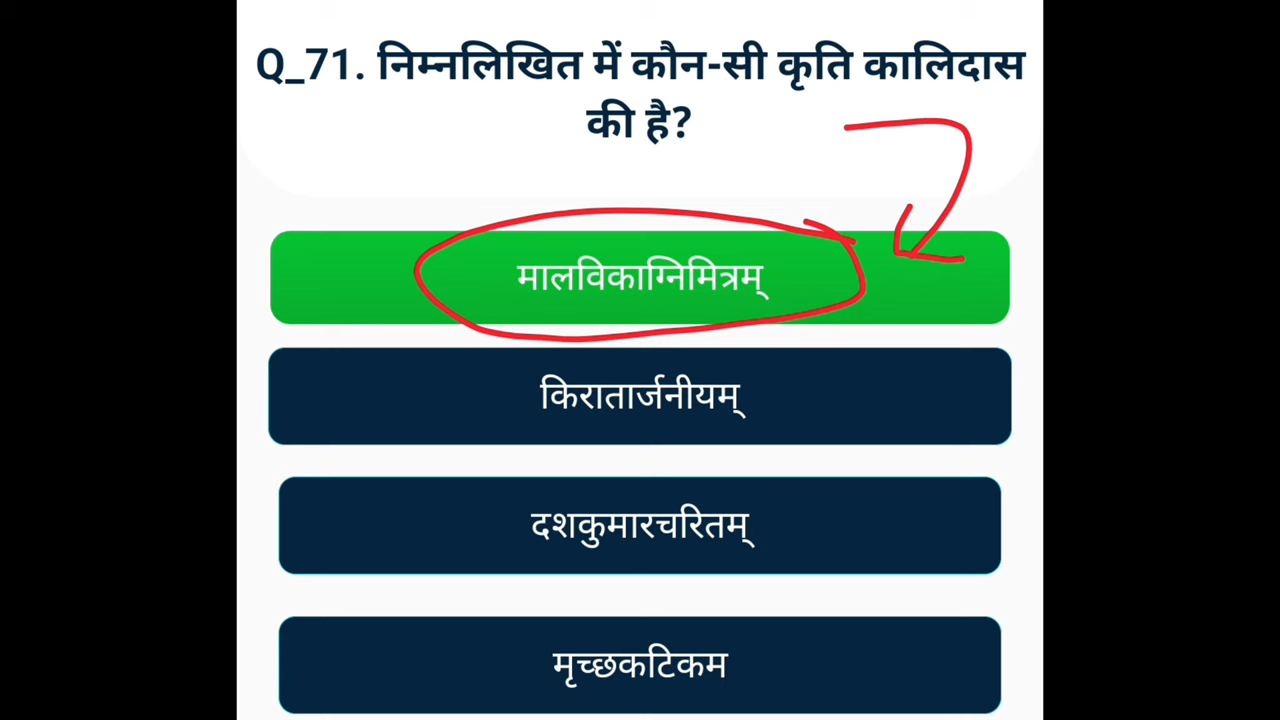 Q_71. निम्नलिखित में कौन-सी कृति कालिदास
की है?
मालविकाग्निमित्रम्
किरातार्जनीयम्
दशकुमारचरितम्
मृच्छकटिकम